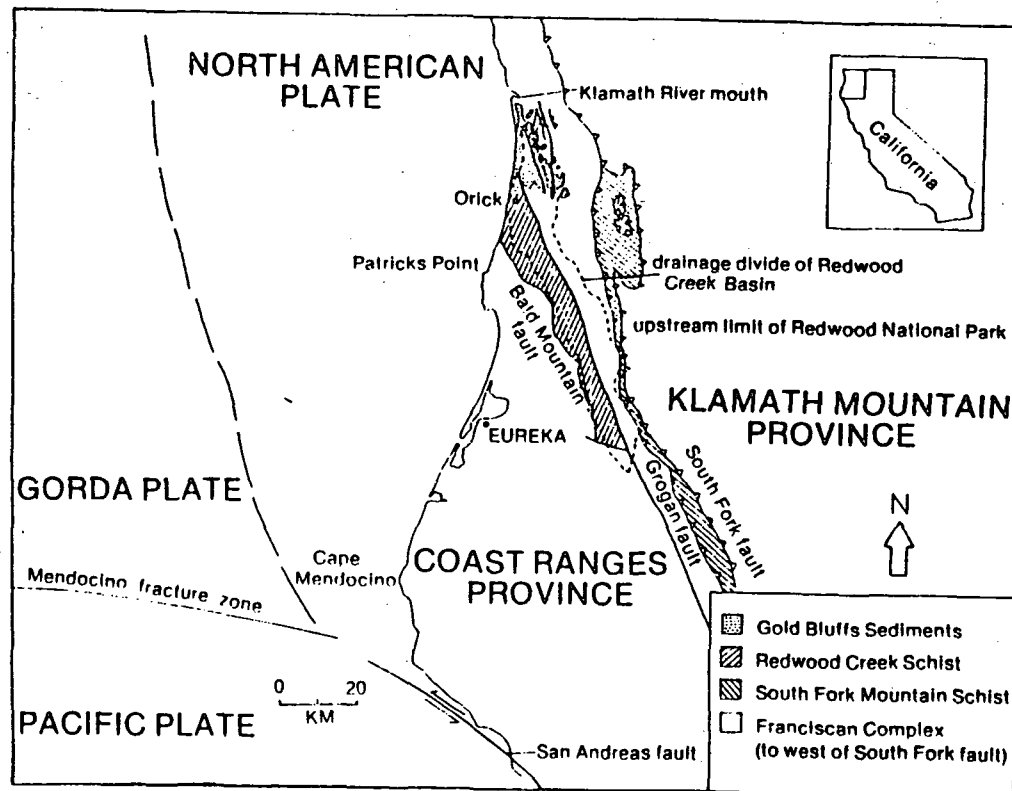 NORTH AMERICAN
PLATE
Klamath River mouth
California
Orick
Patricks Point
drainage divide of Redwood
Creek Basin
Bald Mountain
fault
upstream limit of Redwood National Park
KLAMATH MOUNTAIN
PROVINCE
EUREKA
GORDA PLATE
South Fork fault
Grogan fault
N
Cape
Mendocino
COAST RANGES
PROVINCE
Mendocino fracture zone
Gold Bluffs Sediments
Redwood Creek Schist
South Fork Mountain Schist
Franciscan Complex
(to west of South Fork fault)
0 20
KM
PACIFIC PLATE
San Andreas fault